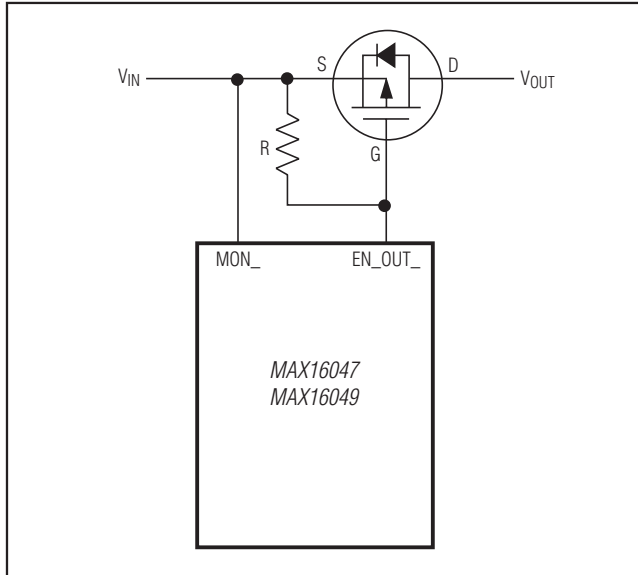 S D
VIN VOUT
R
G
MON_ EN_OUT_
MAX16047
MAX16049